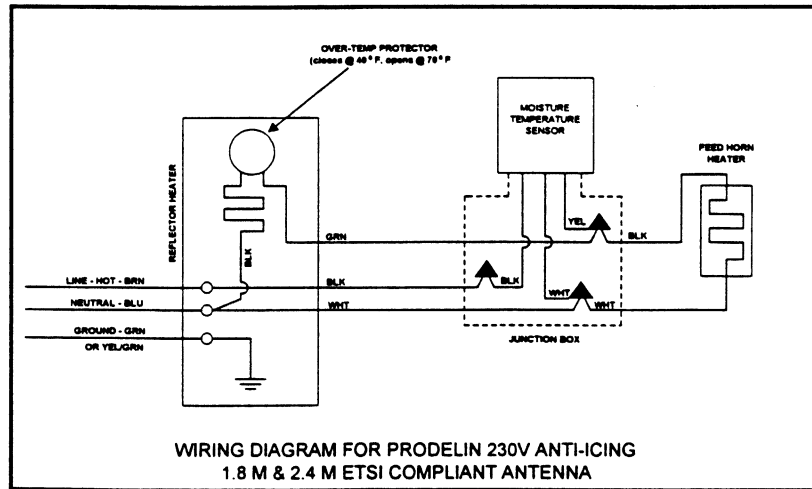 OVER-TEMP PROTECTOR
(closes @ 40° F, opens @ 70° F
MOISTURE
TEMPERATURE
SENSOR
FEED HORN
HEATER
REFLECTOR HEATER
YEL
GRN
BLK
BLK
LINE - HOT - BRN
BLK
BLK
NEUTRAL - BLU
WHT
WHT
WHT
GROUND - GRN
OR YEL/GRN
JUNCTION BOX
WIRING DIAGRAM FOR PRODELIN 230V ANTI-ICING
1.8 M & 2.4 M ETSI COMPLIANT ANTENNA